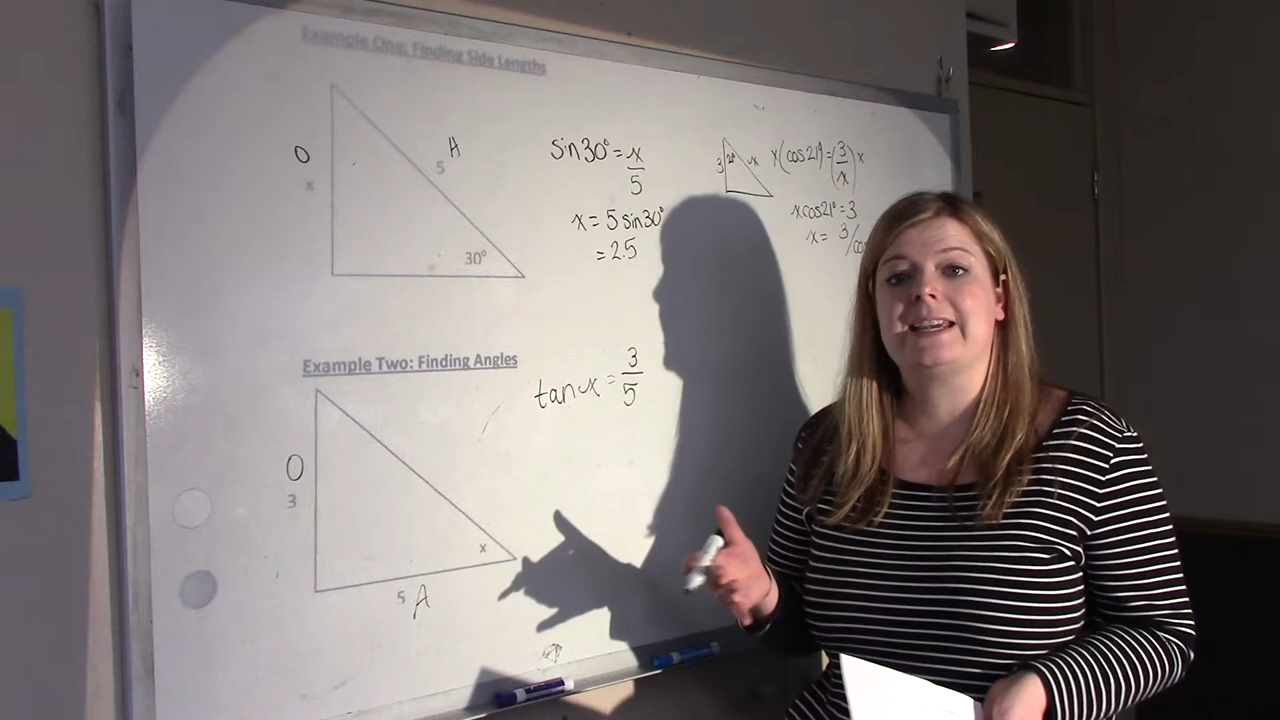 Example One: Finding Side Lengths
O
x
H
5
30°
sin30° = x/5
x = 5 sin30°
= 2.5
3
21°
x
x(cos21° = (3/x)x
xcos21° = 3
x = 3/cos
Example Two: Finding Angles
O
3
x
5 A
tan x = 3/5